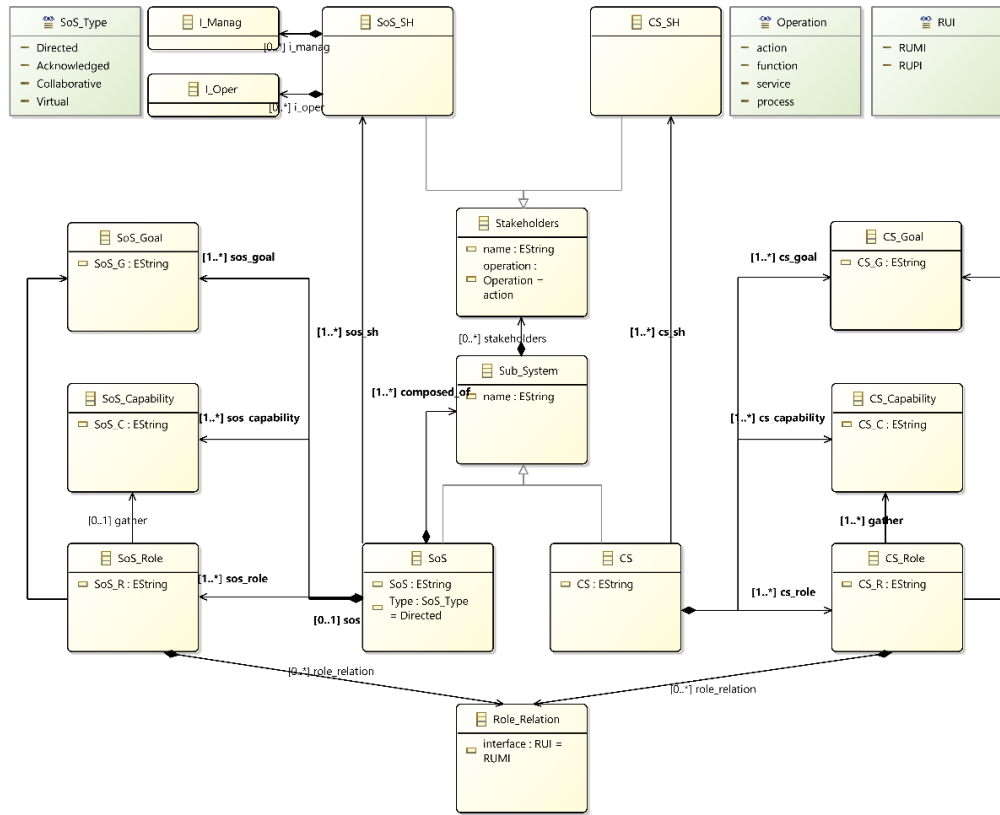 SoS_Type
Directed
Acknowledged
Collaborative
Virtual
I_Manag
[0..*] i_manag
I_Oper
[0..*] i_oper
SoS_SH
CS_SH
Operation
action
function
service
process
RUI
RUMI
RUPI
SoS_Goal
SoS_G : EString
[1..*] sos_goal
Stakeholders
name : EString
operation :
Operation =
action
[1..*] cs_goal
CS_Goal
CS_G : EString
[1..*] sos_sh
[0..*] stakeholders
[1..*] cs_sh
Sub_System
name : EString
[1..*] composed_of
SoS_Capability
SoS_C : EString
[1..*] sos_capability
[1..*] cs_capability
CS_Capability
CS_C : EString
[0..1] gather
[1..*] gather
SoS_Role
SoS_R : EString
[1..*] sos_role
SoS
SoS : EString
Type : SoS_Type
= Directed
[0..1] sos
CS
CS : EString
[1..*] cs_role
CS_Role
CS_R : EString
[0..*] role_relation
[0..*] role_relation
Role_Relation
interface : RUI =
RUMI